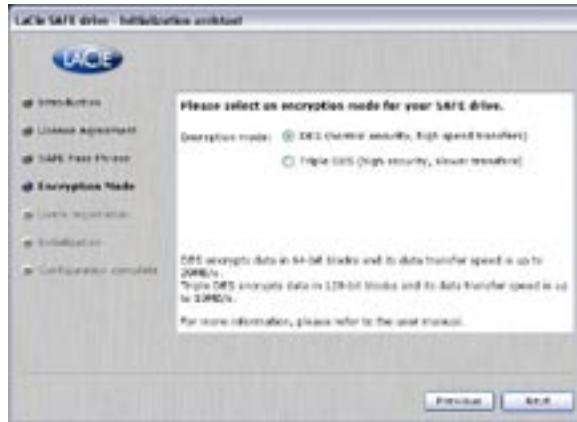 LaCie SAFE drive - Initialization assistant
LACIE
Introduction
License Agreement
SAFE Pass Phrase
Encryption Mode
Users registration
Initialization
Configuration complete
Please select an encryption mode for your SAFE drive.
Encryption mode: DES (normal security, high speed transfers)
Triple DES (high security, slower transfers)
DES encrypts data in 64-bit blocks and its data transfer speed is up to
20MB/s.
Triple DES encrypts data in 128-bit blocks and its data transfer speed is up
to 10MB/s.
For more information, please refer to the user manual.
Previous
Next